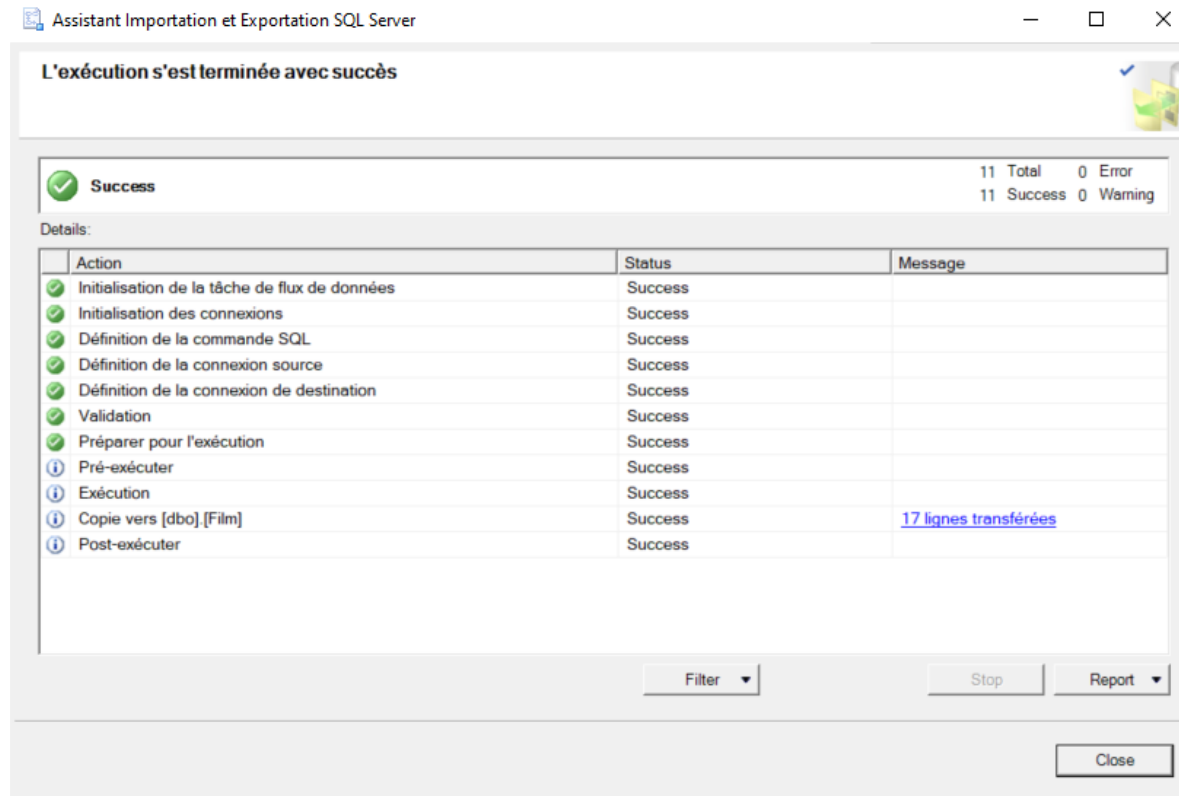 Assistant Importation et Exportation SQL Server
L'exécution s'est terminée avec succès
Success
11 Total 0 Error
11 Success 0 Warning
Details:
Action Status Message
Initialisation de la tâche de flux de données Success
Initialisation des connexions Success
Définition de la commande SQL Success
Définition de la connexion source Success
Définition de la connexion de destination Success
Validation Success
Préparer pour l'exécution Success
Pré-exécuter Success
Exécution Success
Copie vers [dbo].[Film] Success 17 lignes transférées
Post-exécuter Success
Filter Stop Report
Close